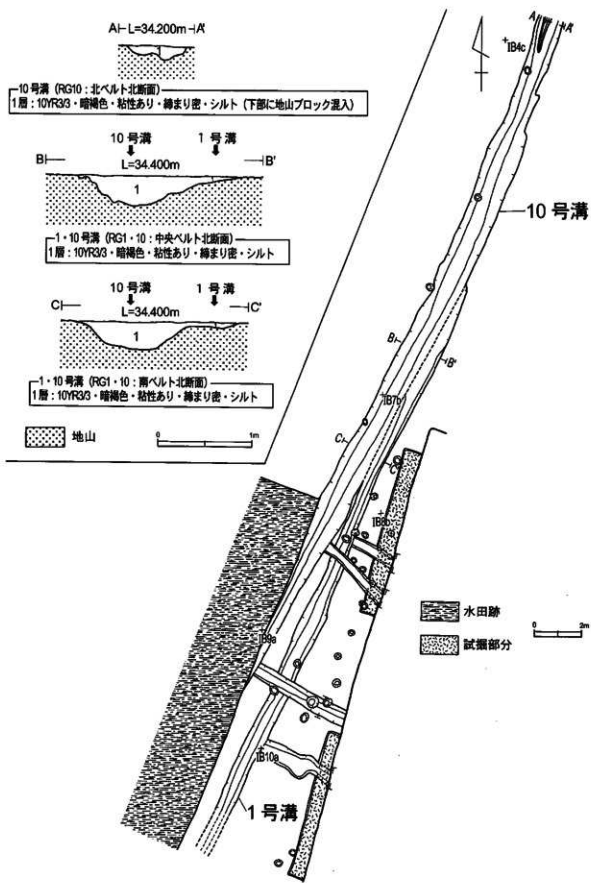 A L=34.200m A'
10号溝 (RG10：北ベルト北断面)
1層：10YR3/3・暗褐色・粘性あり・締まり密・シルト (下部に地山ブロック混入)
10号溝 1号溝
B L=34.400m B'
1
1・10号溝 (RG1・10：中央ベルト北断面)
1層：10YR3/3・暗褐色・粘性あり・締まり密・シルト
10号溝 1号溝
C L=34.400m C'
1
1・10号溝 (RG1・10：南ベルト北断面)
1層：10YR3/3・暗褐色・粘性あり・締まり密・シルト
地山
0 1m
A A'
IB4c
10号溝
B B'
IB7b
C C'
IB8b
水田跡
試掘部分
0 2m
IB9a
IB10a
1号溝